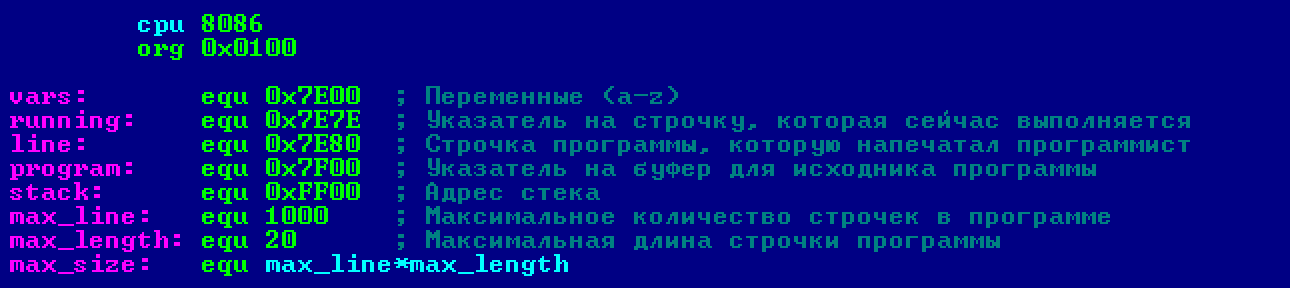 cpu 8086
org 0x0100
vars: equ 0x7E00 ; Переменные (a-z)
running: equ 0x7E7E ; Указатель на строчку, которая сейчас выполняется
line: equ 0x7E80 ; Строчка программы, которую напечатал программист
program: equ 0x7F00 ; Указатель на буфер для исходника программы
stack: equ 0xFF00 ; Адрес стека
max_line: equ 1000 ; Максимальное количество строчек в программе
max_length: equ 20 ; Максимальная длина строчки программы
max_size: equ max_line*max_length